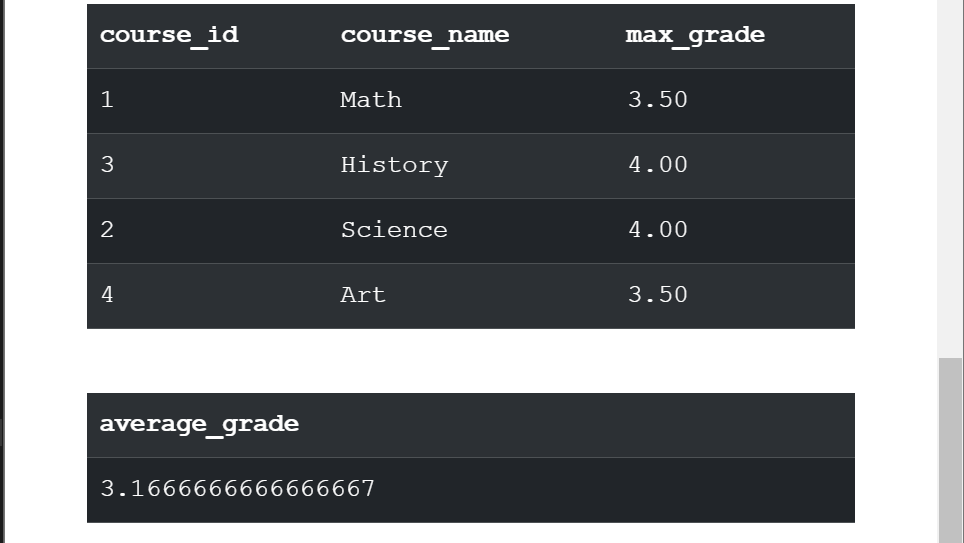 course_id course_name max_grade
1 Math 3.50
3 History 4.00
2 Science 4.00
4 Art 3.50
average_grade
3.1666666666666667